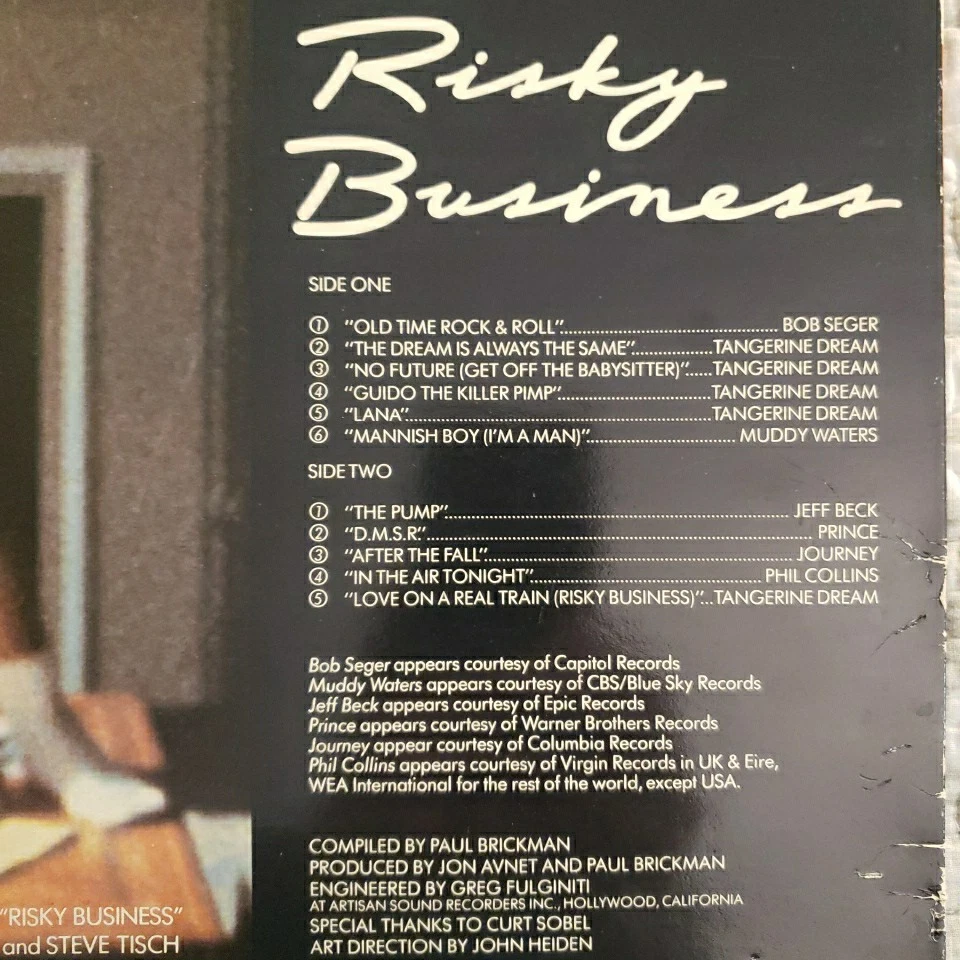 Risky
Business
SIDE ONE
① "OLD TIME ROCK & ROLL"........................................ BOB SEGER
② "THE DREAM IS ALWAYS THE SAME"..............TANGERINE DREAM
③ "NO FUTURE (GET OFF THE BABYSITTER)"......TANGERINE DREAM
④ "GUIDO THE KILLER PIMP"............................TANGERINE DREAM
⑤ "LANA"........................................................TANGERINE DREAM
⑥ "MANNISH BOY (I'M A MAN)"........................... MUDDY WATERS
SIDE TWO
① "THE PUMP"................................................................ JEFF BECK
② "D.M.S.R."........................................................................ PRINCE
③ "AFTER THE FALL".........................................................JOURNEY
④ "IN THE AIR TONIGHT"...........................................PHIL COLLINS
⑤ "LOVE ON A REAL TRAIN (RISKY BUSINESS)"...TANGERINE DREAM
Bob Seger appears courtesy of Capitol Records
Muddy Waters appears courtesy of CBS/Blue Sky Records
Jeff Beck appears courtesy of Epic Records
Prince appears courtesy of Warner Brothers Records
Journey appear courtesy of Columbia Records
Phil Collins appears courtesy of Virgin Records in UK & Eire,
WEA International for the rest of the world, except USA.
COMPILED BY PAUL BRICKMAN
PRODUCED BY JON AVNET AND PAUL BRICKMAN
ENGINEERED BY GREG FULGINITI
AT ARTISAN SOUND RECORDERS INC., HOLLYWOOD, CALIFORNIA
SPECIAL THANKS TO CURT SOBEL
ART DIRECTION BY JOHN HEIDEN
"RISKY BUSINESS"
and STEVE TISCH